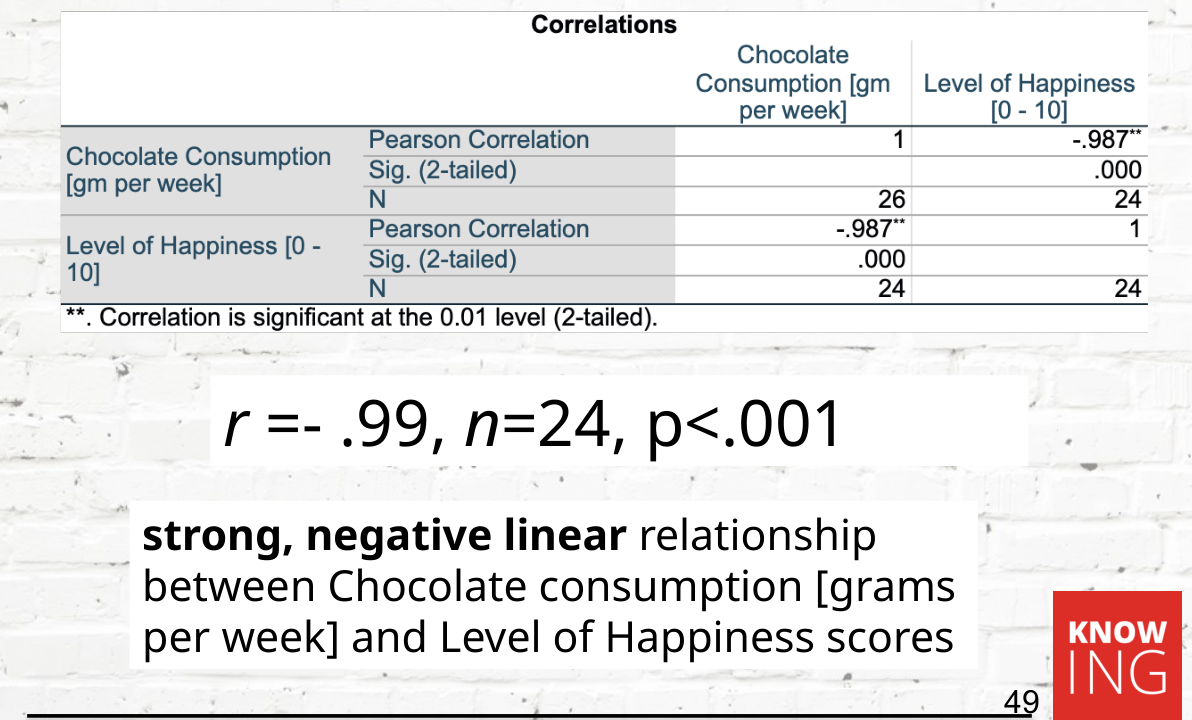 Correlations
Chocolate Consumption [gm per week] Level of Happiness [0 - 10]
Chocolate Consumption [gm per week] Pearson Correlation 1 -.987**
Sig. (2-tailed) .000
N 26 24
Level of Happiness [0 - 10] Pearson Correlation -.987** 1
Sig. (2-tailed) .000
N 24 24
**. Correlation is significant at the 0.01 level (2-tailed).
r =- .99, n=24, p<.001
strong, negative linear relationship
between Chocolate consumption [grams
per week] and Level of Happiness scores
KNOW
ING
49